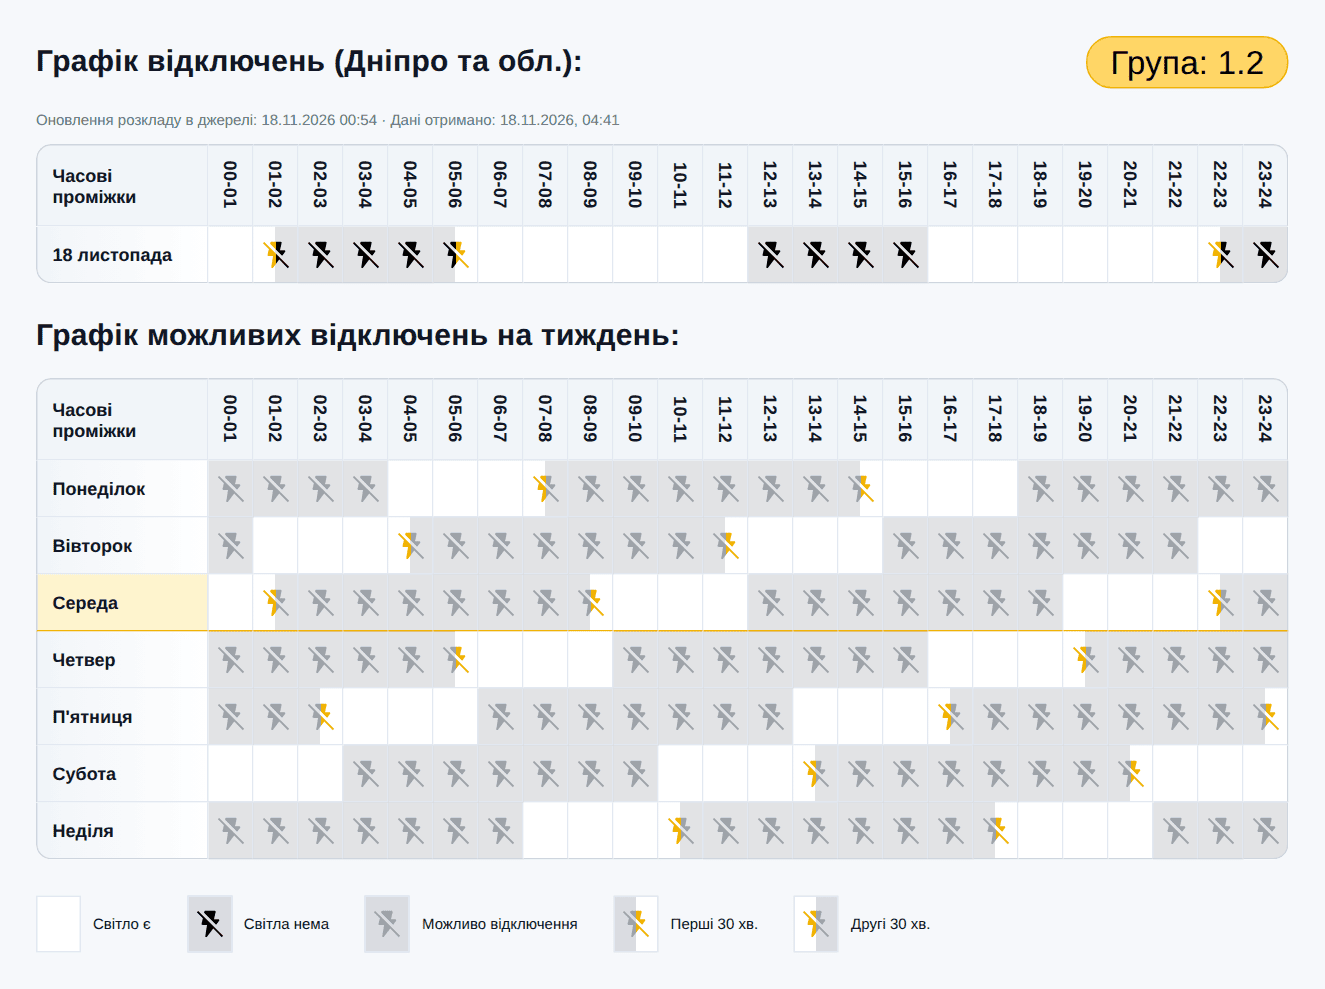 Графік відключень (Дніпро та обл.):
Група: 1.2
Оновлення розкладу в джерелі: 18.11.2026 00:54 · Дані отримано: 18.11.2026, 04:41
Часові
проміжки
00-01 01-02 02-03 03-04 04-05 05-06 06-07 07-08 08-09 09-10 10-11 11-12 12-13 13-14 14-15 15-16 16-17 17-18 18-19 19-20 20-21 21-22 22-23 23-24
18 листопада
Графік можливих відключень на тиждень:
Часові
проміжки
00-01 01-02 02-03 03-04 04-05 05-06 06-07 07-08 08-09 09-10 10-11 11-12 12-13 13-14 14-15 15-16 16-17 17-18 18-19 19-20 20-21 21-22 22-23 23-24
Понеділок
Вівторок
Середа
Четвер
П'ятниця
Субота
Неділя
Світло є
Світла нема
Можливо відключення
Перші 30 хв.
Другі 30 хв.